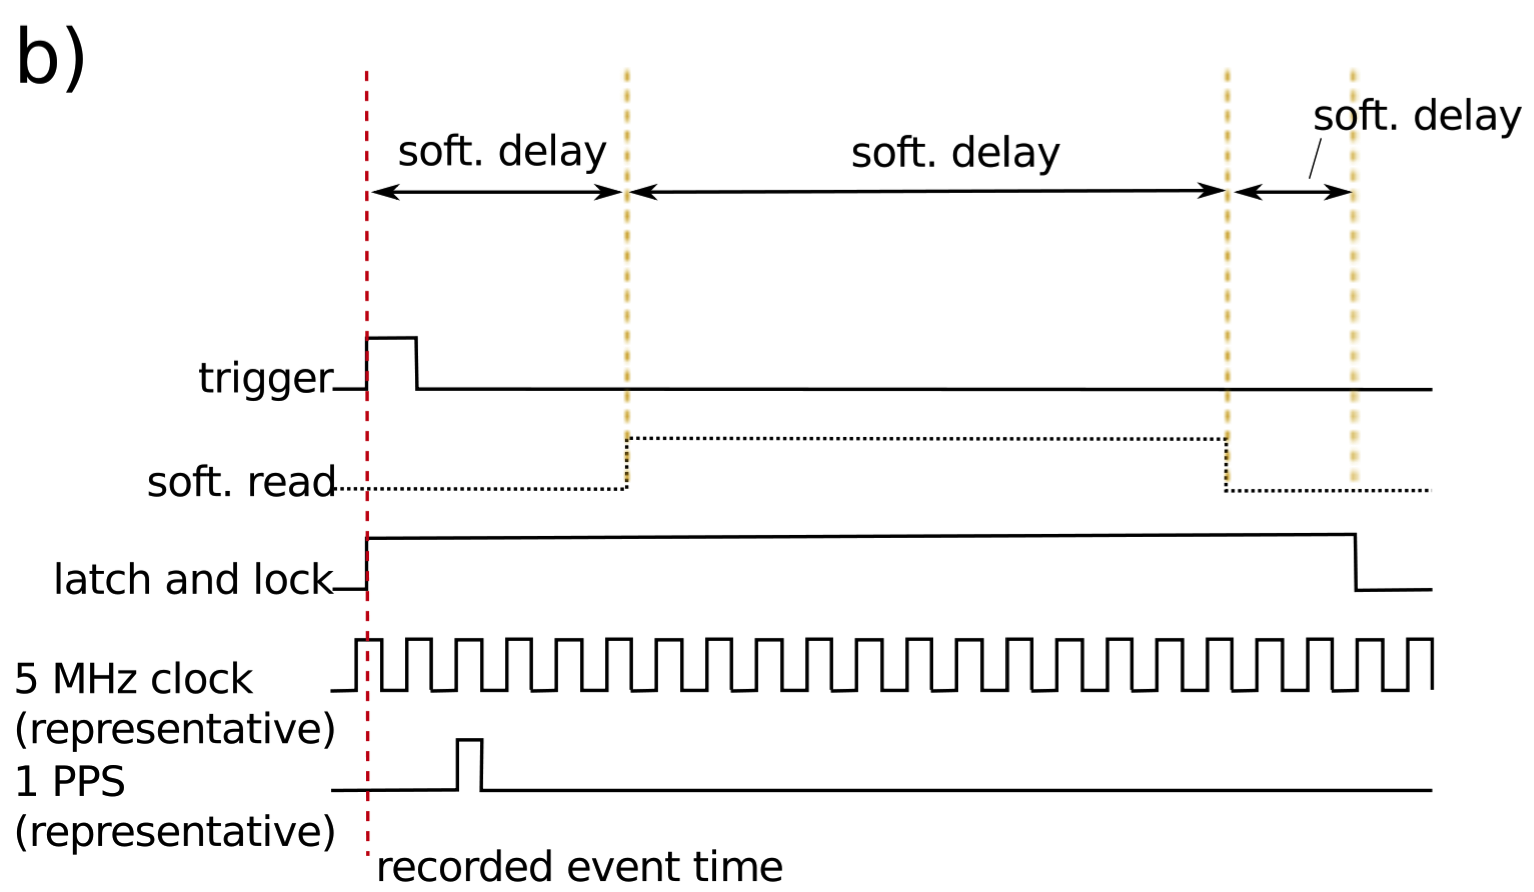 b)
soft. delay
soft. delay
soft. delay
trigger
soft. read
latch and lock
5 MHz clock
(representative)
1 PPS
(representative)
recorded event time